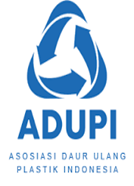 ADUPI
ASOSIASI DAUR ULANG
PLASTIK INDONESIA